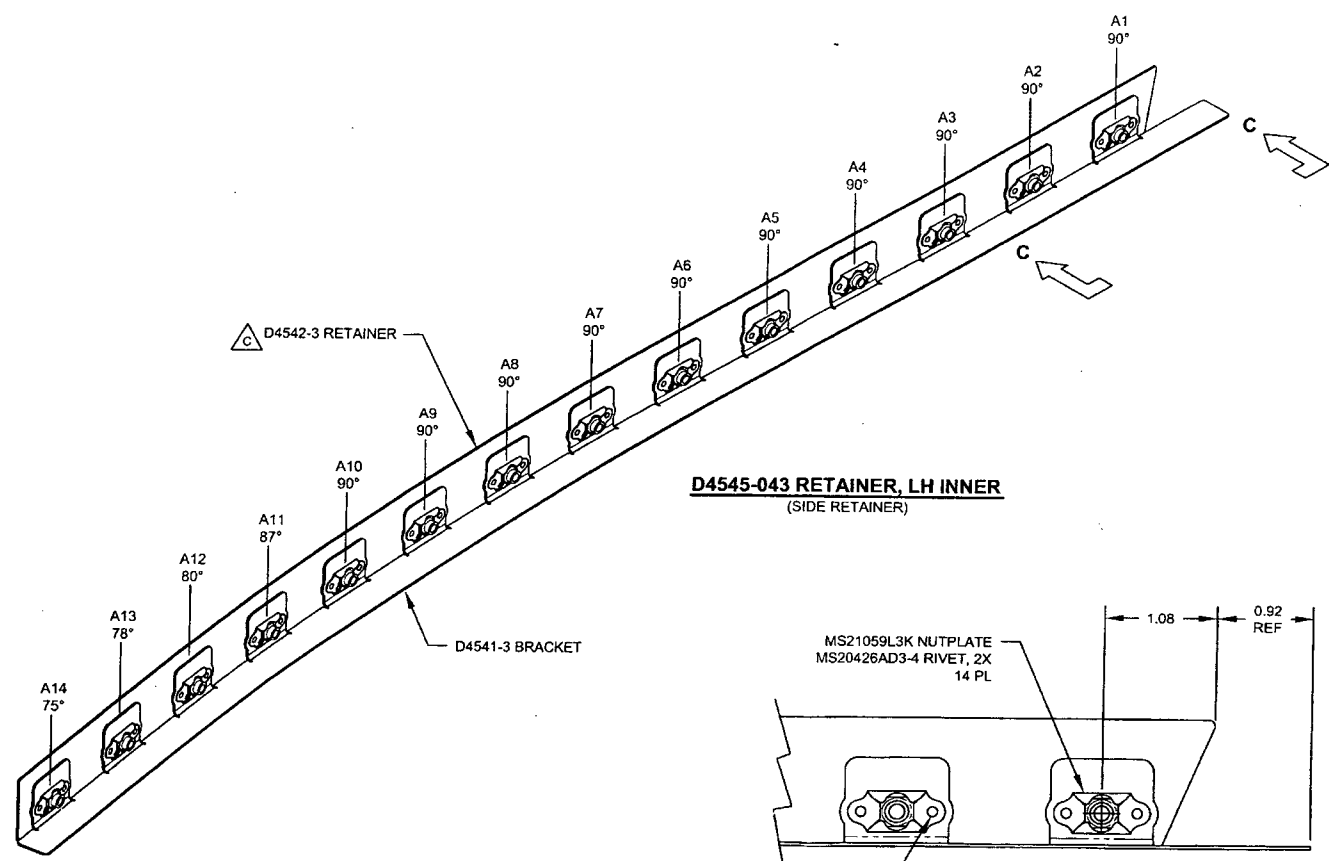 A1
90°
A2
90°
A3
90°
A4
90°
A5
90°
A6
90°
A7
90°
A8
90°
A9
90°
A10
90°
A11
87°
A12
80°
A13
78°
A14
75°
C
C
C D4542-3 RETAINER
D4541-3 BRACKET
D4545-043 RETAINER, LH INNER
(SIDE RETAINER)
MS21059L3K NUTPLATE
MS20426AD3-4 RIVET, 2X
14 PL
1.08
0.92
REF